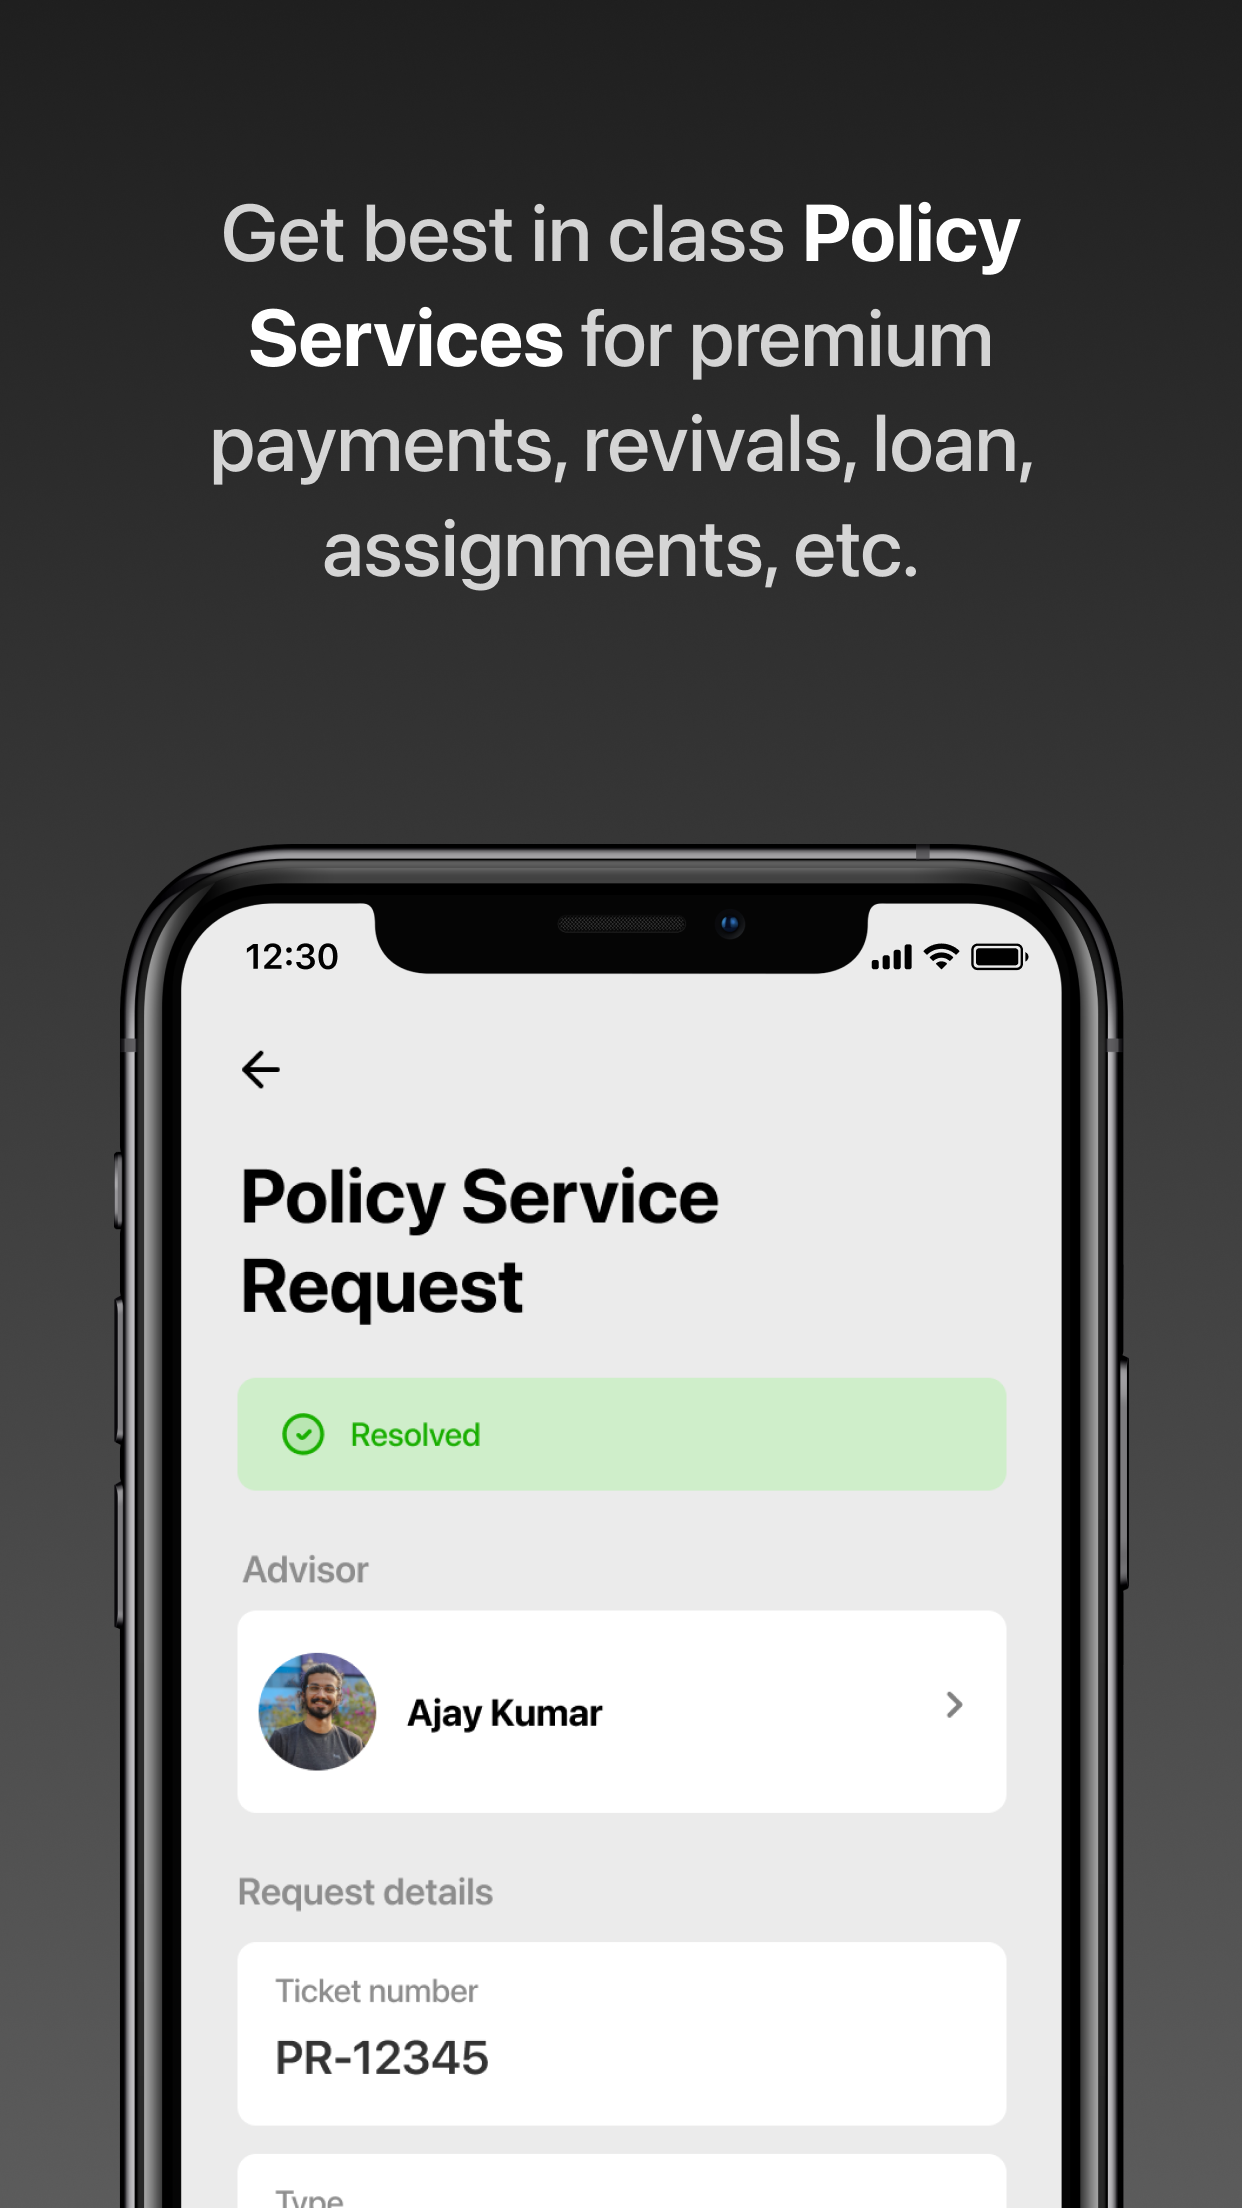 Get best in class Policy
Services for premium
payments, revivals, loan,
assignments, etc.
12:30
Policy Service
Request
Resolved
Advisor
Ajay Kumar
Request details
Ticket number
PR-12345
Type